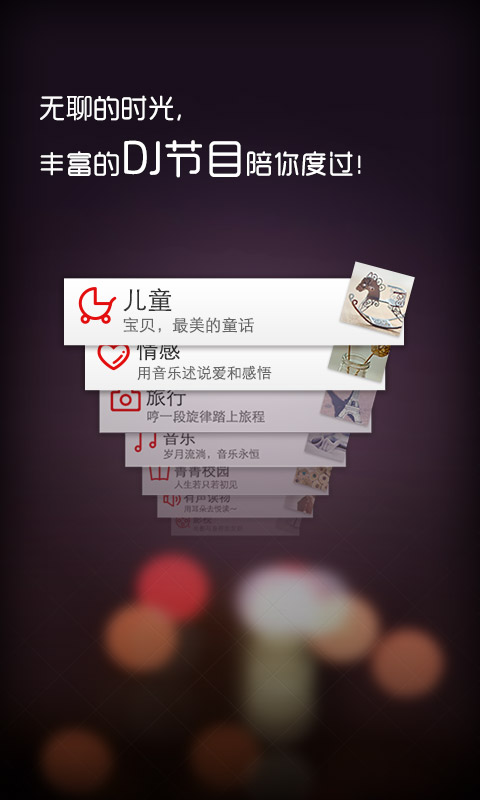 无聊的时光,
丰富的DJ节目陪你度过!
儿童
宝贝，最美的童话
情感
用音乐述说爱和感悟
旅行
哼一段旋律踏上旅程
音乐
岁月流淌，音乐永恒
青青校园
人生若只若初见
有声读物
用耳朵去悦读~